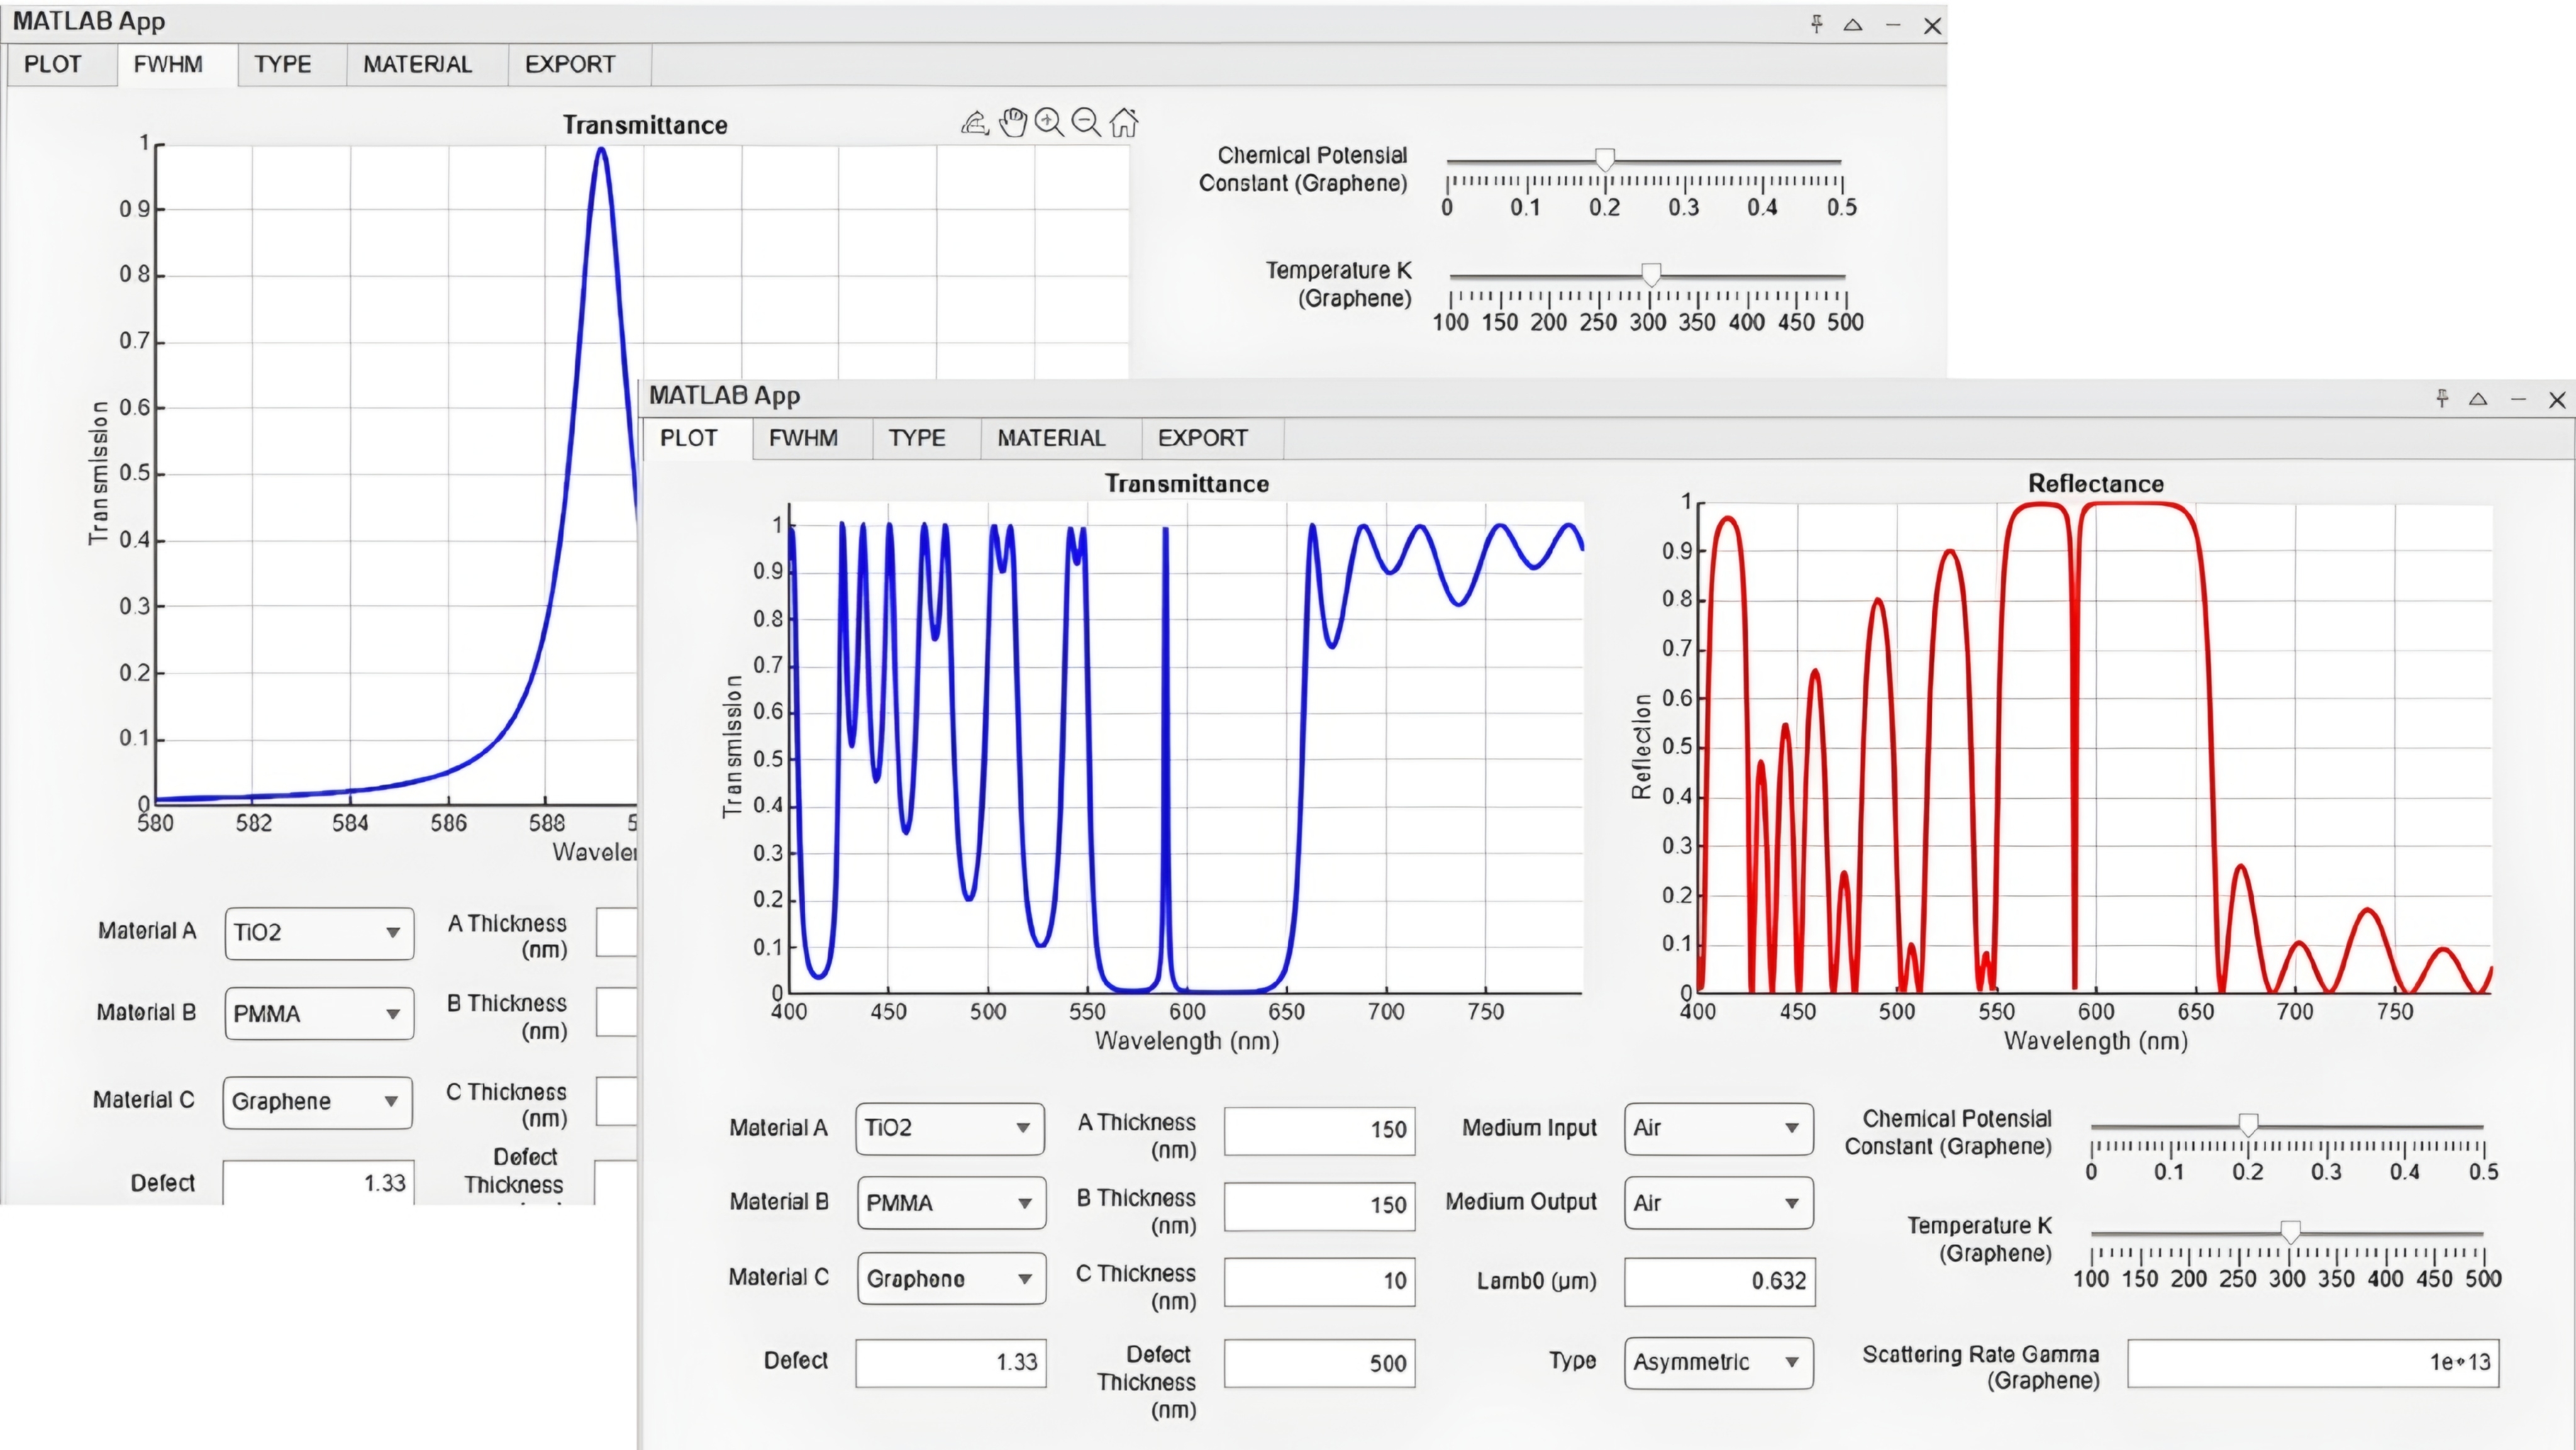 MATLAB App
PLOT FWHM TYPE MATERIAL EXPORT
Transmittance
1
0 9
0 8
0.7
0.6
0.5
0.4
0.3
0.2
0.1
0
Transmission
580 582 584 586 588 5
Wavele
Chemical Potensial
Constant (Graphene)
0 0.1 0.2 0.3 0.4 0.5
Temperature K
(Graphene)
100 150 200 250 300 350 400 450 500
Material A
TiO2
A Thickness
(nm)
Material B
PMMA
B Thickness
(nm)
Material C
Graphene
C Thickness
(nm)
Defect
1.33
Defect
Thickness
MATLAB App
PLOT FWHM TYPE MATERIAL EXPORT
Transmittance
1
0.9
0.8
0.7
0.6
0.5
0.4
0.3
0.2
0.1
0
Transmission
400 450 500 550 600 650 700 750
Wavelength (nm)
Reflectance
1
0.9
0.8
0.7
0.6
0.5
0.4
0.3
0.2
0.1
0
Reflection
400 450 500 550 600 650 700 750
Wavelength (nm)
Material A
TiO2
A Thickness
(nm)
150
Medium Input
Air
Chemical Potensial
Constant (Graphene)
0 0.1 0.2 0.3 0.4 0.5
Material B
PMMA
B Thickness
(nm)
150
Medium Output
Air
Temperature K
(Graphene)
100 150 200 250 300 350 400 450 500
Material C
Graphene
C Thickness
(nm)
10
Lamb0 (µm)
0.632
Defect
1.33
Defect
Thickness
(nm)
500
Type
Asymmetric
Scattering Rate Gamma
(Graphene)
1e+13